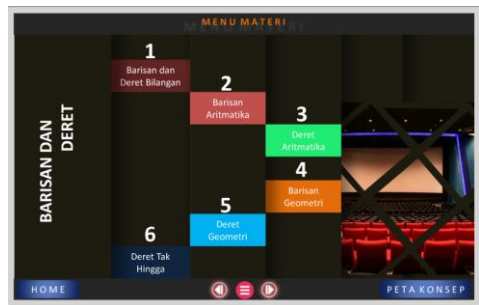 MENU MATERI
BARISAN DAN
DERET
1
Barisan dan
Deret Bilangan
2
Barisan
Aritmatika
3
Deret
Aritmatika
4
Barisan
Geometri
5
Deret
Geometri
6
Deret Tak
Hingga
HOME
PETA KONSEP